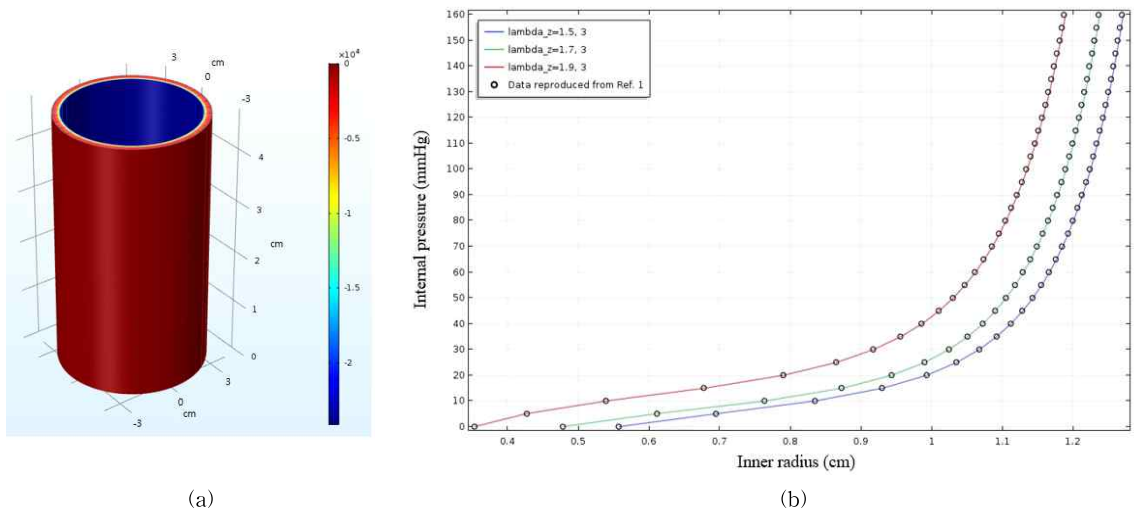 ×10⁴
0
-0.5
-1
-1.5
-2
3
0
-3
4
3
cm
2
1
0
3
0
cm
-3
cm
(a)
lambda_z=1.5, 3
lambda_z=1.7, 3
lambda_z=1.9, 3
Data reproduced from Ref. 1
Internal pressure (mmHg)
160
150
140
130
120
110
100
90
80
70
60
50
40
30
20
10
0
0.4 0.5 0.6 0.7 0.8 0.9 1 1.1 1.2
Inner radius (cm)
(b)